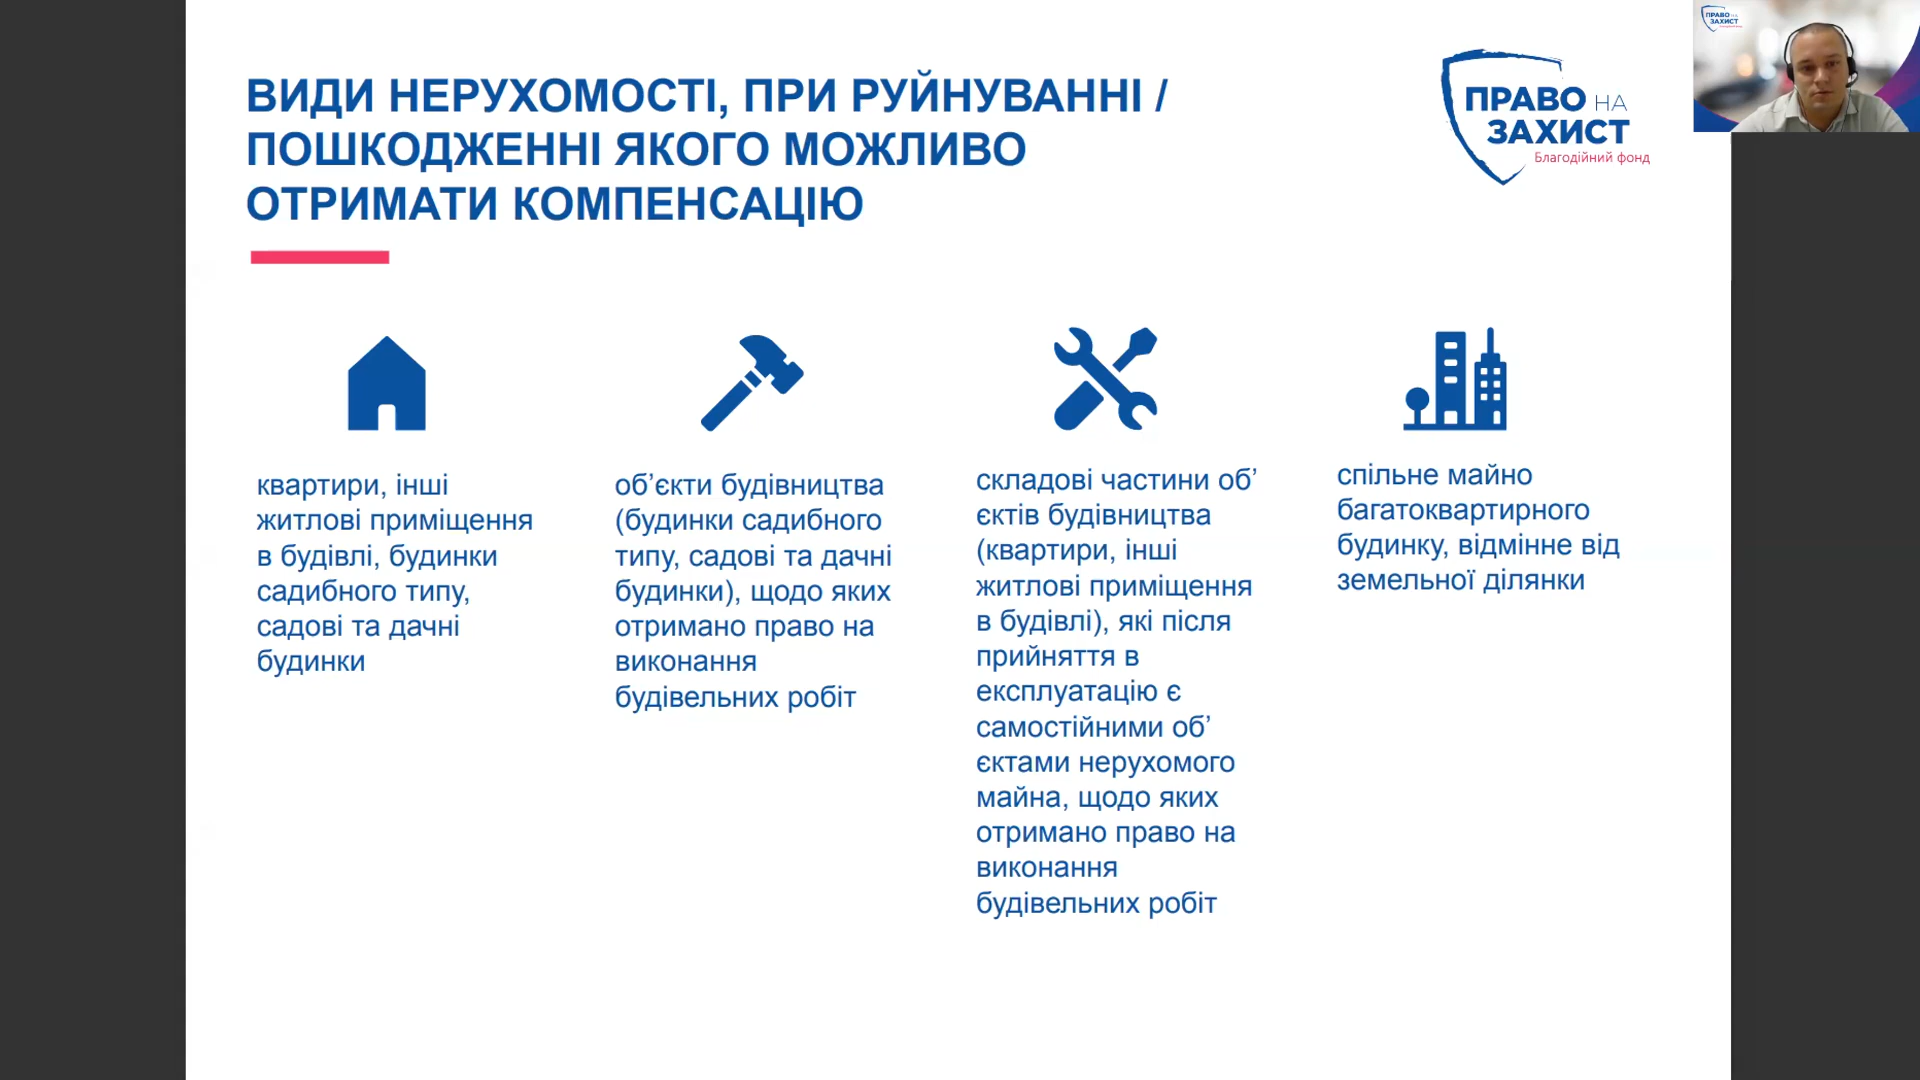 ВИДИ НЕРУХОМОСТІ, ПРИ РУЙНУВАННІ /
ПОШКОДЖЕННІ ЯКОГО МОЖЛИВО
ОТРИМАТИ КОМПЕНСАЦІЮ
ПРАВО НА
ЗАХИСТ
Благодійний фонд
ПРАВО НА
ЗАХИСТ
квартири, інші
житлові приміщення
в будівлі, будинки
садибного типу,
садові та дачні
будинки
об’єкти будівництва
(будинки садибного
типу, садові та дачні
будинки), щодо яких
отримано право на
виконання
будівельних робіт
складові частини об’
єктів будівництва
(квартири, інші
житлові приміщення
в будівлі), які після
прийняття в
експлуатацію є
самостійними об’
єктами нерухомого
майна, щодо яких
отримано право на
виконання
будівельних робіт
спільне майно
багатоквартирного
будинку, відмінне від
земельної ділянки